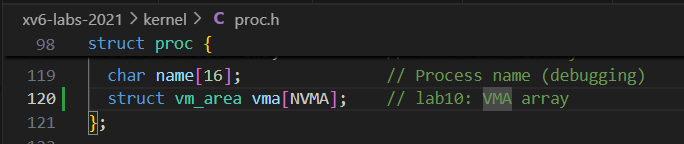 xv6-labs-2021 > kernel > C proc.h
98 struct proc {
119 char name[16]; // Process name (debugging)
120 struct vm_area vma[NVMA]; // lab10: VMA array
121 };